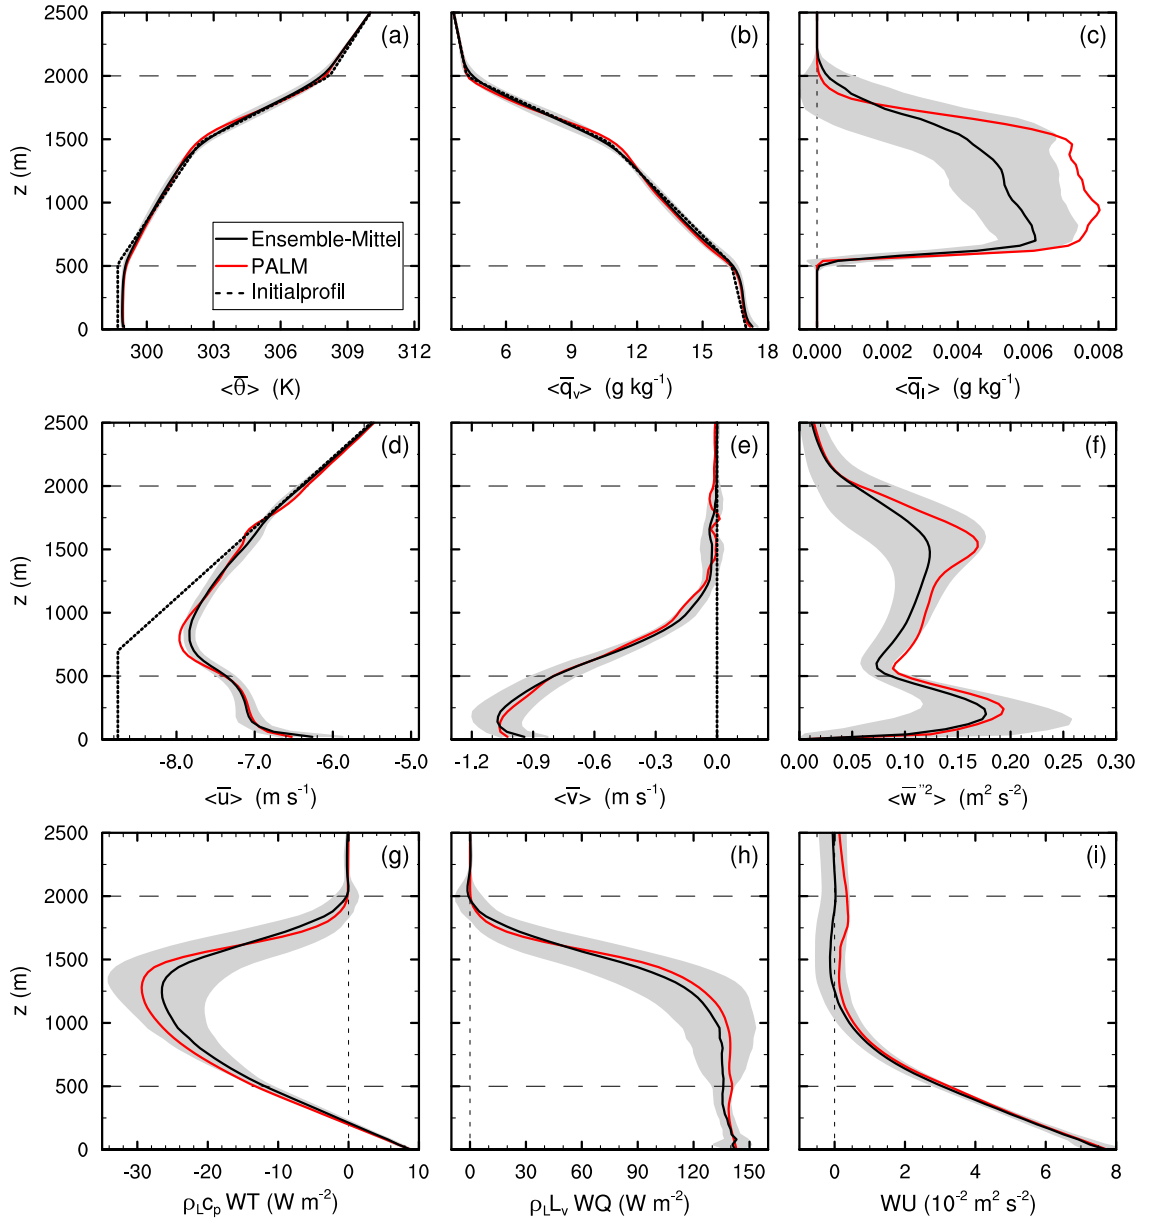 2500
2000
1500
1000
500
0
z (m)
(a)
Ensemble-Mittel
PALM
Initialprofil
300 303 306 309 312
<θ̅> (K)
(b)
6 9 12 15 18
<q̅ᵥ> (g kg⁻¹)
(c)
0.000 0.002 0.004 0.006 0.008
<q̅ₗ> (g kg⁻¹)
2500
2000
1500
1000
500
0
z (m)
(d)
-8.0 -7.0 -6.0 -5.0
<u̅> (m s⁻¹)
(e)
-1.2 -0.9 -0.6 -0.3 0.0
<v̅> (m s⁻¹)
(f)
0.00 0.05 0.10 0.15 0.20 0.25 0.30
<w̅"²> (m² s⁻²)
2500
2000
1500
1000
500
0
z (m)
(g)
-30 -20 -10 0 10
ρ_L c_p WT (W m⁻²)
(h)
0 30 60 90 120 150
ρ_L L_v WQ (W m⁻²)
(i)
0 2 4 6 8
WU (10⁻² m² s⁻²)